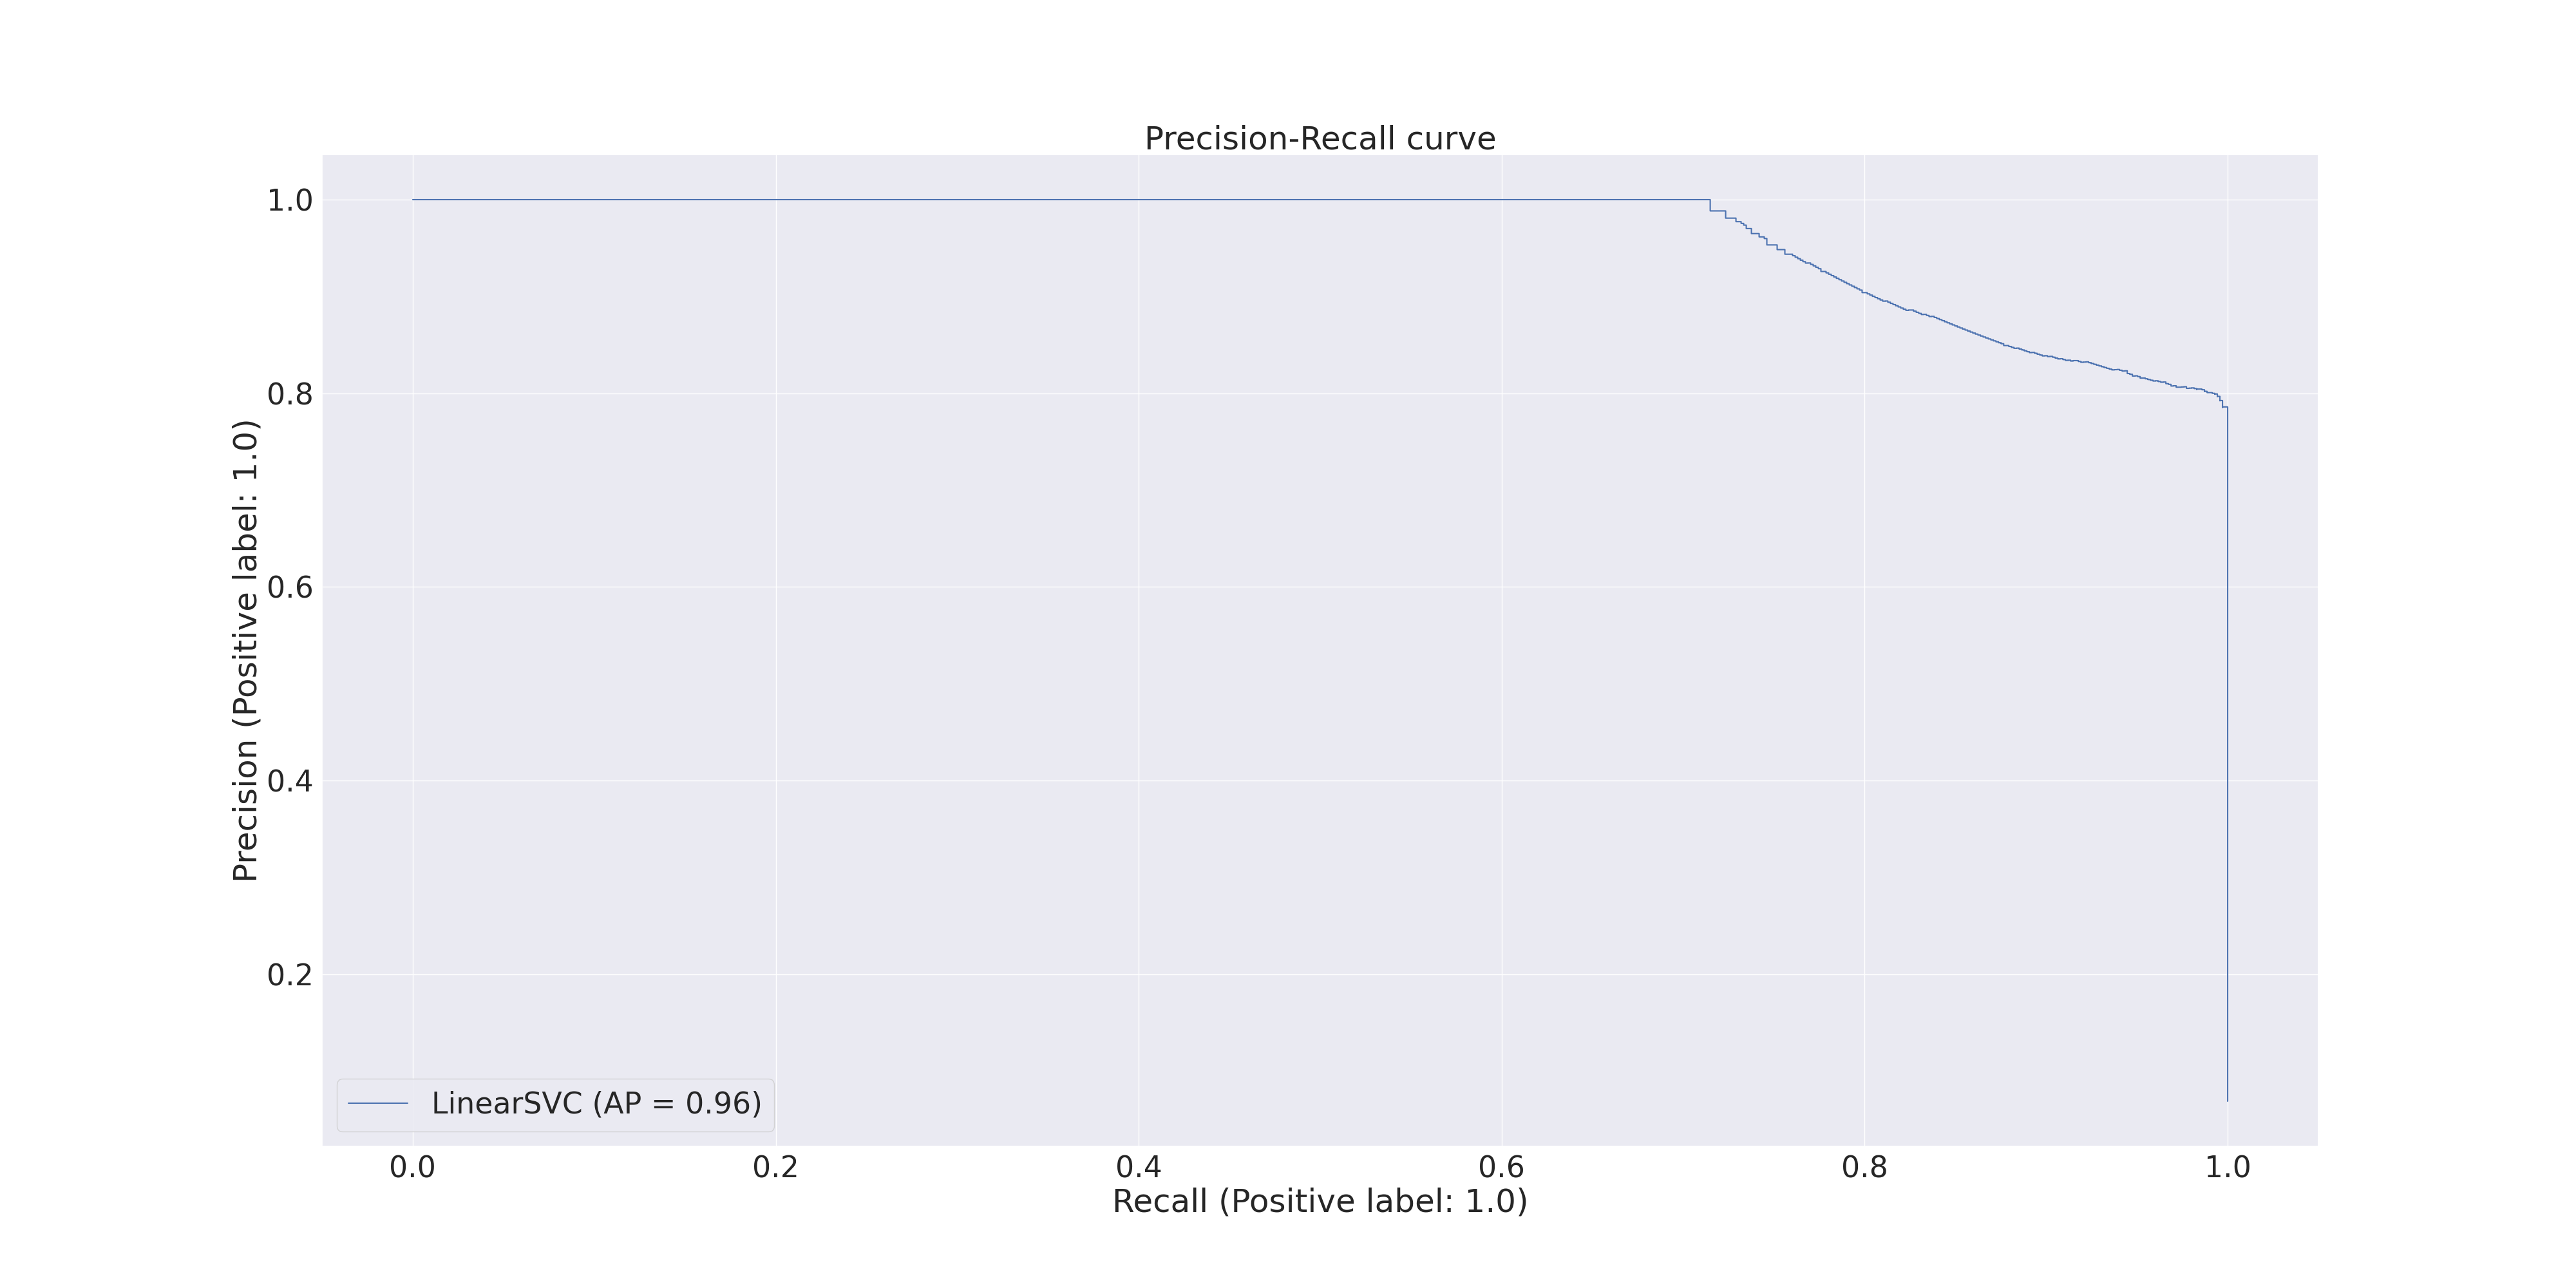 Precision-Recall curve
Precision (Positive label: 1.0)
1.0
0.8
0.6
0.4
0.2
LinearSVC (AP = 0.96)
0.0 0.2 0.4 0.6 0.8 1.0
Recall (Positive label: 1.0)